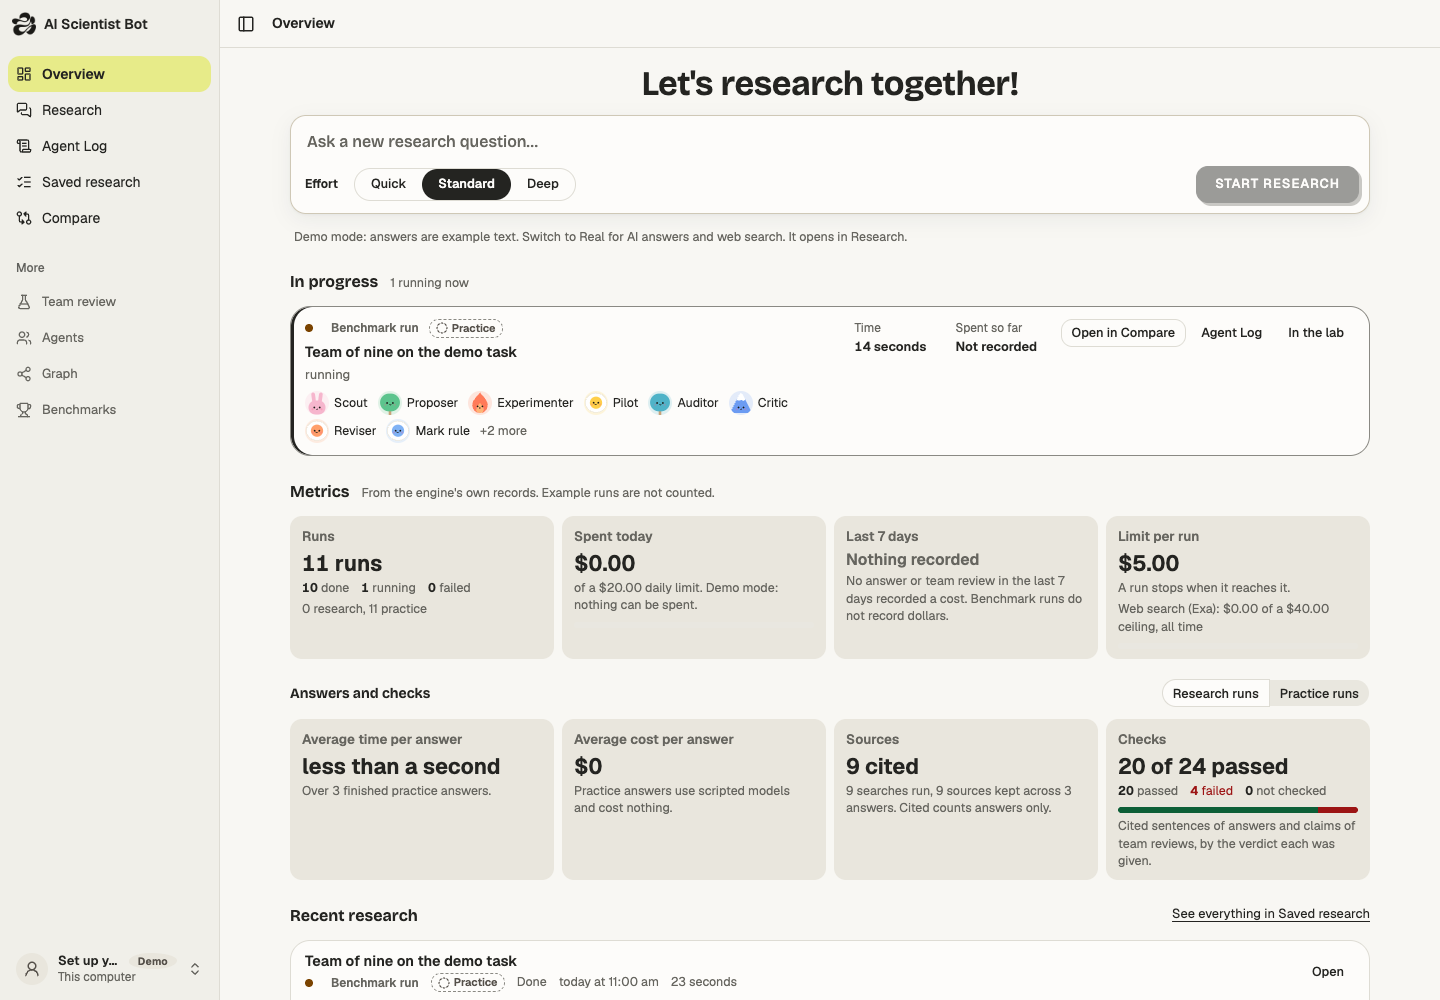 AI Scientist Bot
Overview
Research
Agent Log
Saved research
Compare
More
Team review
Agents
Graph
Benchmarks
Set up y...
Demo
This computer
Overview
Let's research together!
Ask a new research question...
Effort
Quick
Standard
Deep
START RESEARCH
Demo mode: answers are example text. Switch to Real for AI answers and web search. It opens in Research.
In progress
1 running now
Benchmark run
Practice
Team of nine on the demo task
running
Scout
Proposer
Experimenter
Pilot
Auditor
Critic
Reviser
Mark rule
+2 more
Time
14 seconds
Spent so far
Not recorded
Open in Compare
Agent Log
In the lab
Metrics
From the engine's own records. Example runs are not counted.
Runs
11 runs
10 done 1 running 0 failed
0 research, 11 practice
Spent today
$0.00
of a $20.00 daily limit. Demo mode:
nothing can be spent.
Last 7 days
Nothing recorded
No answer or team review in the last 7
days recorded a cost. Benchmark runs do
not record dollars.
Limit per run
$5.00
A run stops when it reaches it.
Web search (Exa): $0.00 of a $40.00
ceiling, all time
Answers and checks
Research runs
Practice runs
Average time per answer
less than a second
Over 3 finished practice answers.
Average cost per answer
$0
Practice answers use scripted models
and cost nothing.
Sources
9 cited
9 searches run, 9 sources kept across 3
answers. Cited counts answers only.
Checks
20 of 24 passed
20 passed 4 failed 0 not checked
Cited sentences of answers and claims of
team reviews, by the verdict each was
given.
Recent research
See everything in Saved research
Team of nine on the demo task
Benchmark run
Practice
Done
today at 11:00 am
23 seconds
Open